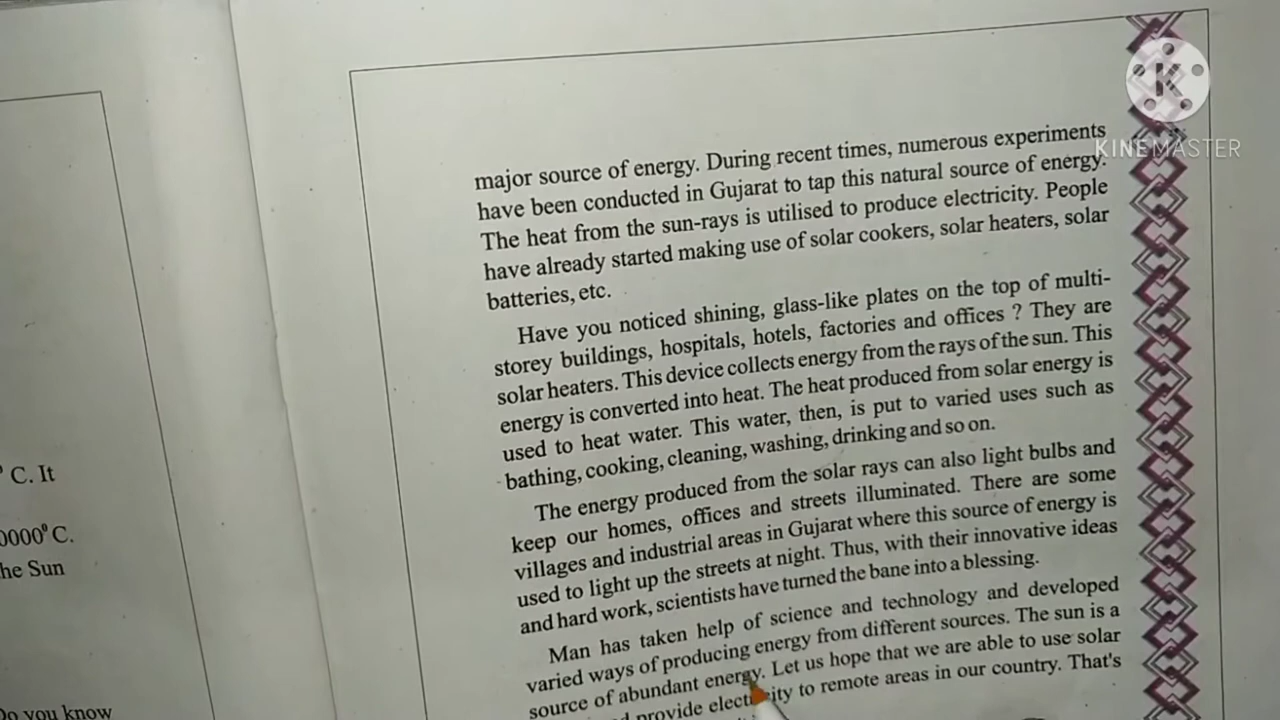 KINEMASTER
major source of energy. During recent times, numerous experiments
have been conducted in Gujarat to tap this natural source of energy.
The heat from the sun-rays is utilised to produce electricity. People
have already started making use of solar cookers, solar heaters, solar
batteries, etc.
Have you noticed shining, glass-like plates on the top of multi-
storey buildings, hospitals, hotels, factories and offices ? They are
solar heaters. This device collects energy from the rays of the sun. This
energy is converted into heat. The heat produced from solar energy is
used to heat water. This water, then, is put to varied uses such as
bathing, cooking, cleaning, washing, drinking and so on.
The energy produced from the solar rays can also light bulbs and
keep our homes, offices and streets illuminated. There are some
villages and industrial areas in Gujarat where this source of energy is
used to light up the streets at night. Thus, with their innovative ideas
and hard work, scientists have turned the bane into a blessing.
Man has taken help of science and technology and developed
varied ways of producing energy from different sources. The sun is a
source of abundant energy. Let us hope that we are able to use solar
provide electricity to remote areas in our country. That's
° C. It
0000° C.
he Sun
Do you know